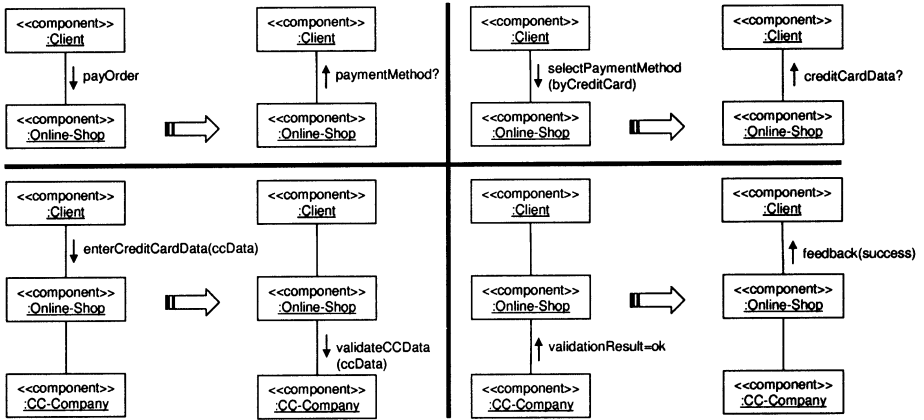 <<component>>
:Client
payOrder
<<component>>
:Online-Shop
<<component>>
:Client
paymentMethod?
<<component>>
:Online-Shop
<<component>>
:Client
selectPaymentMethod
(byCreditCard)
<<component>>
:Online-Shop
<<component>>
:Client
creditCardData?
<<component>>
:Online-Shop
<<component>>
:Client
enterCreditCardData(ccData)
<<component>>
:Online-Shop
<<component>>
:CC-Company
<<component>>
:Client
<<component>>
:Online-Shop
validateCCData
(ccData)
<<component>>
:CC-Company
<<component>>
:Client
<<component>>
:Online-Shop
validationResult=ok
<<component>>
:CC-Company
<<component>>
:Client
feedback(success)
<<component>>
:Online-Shop
<<component>>
:CC-Company